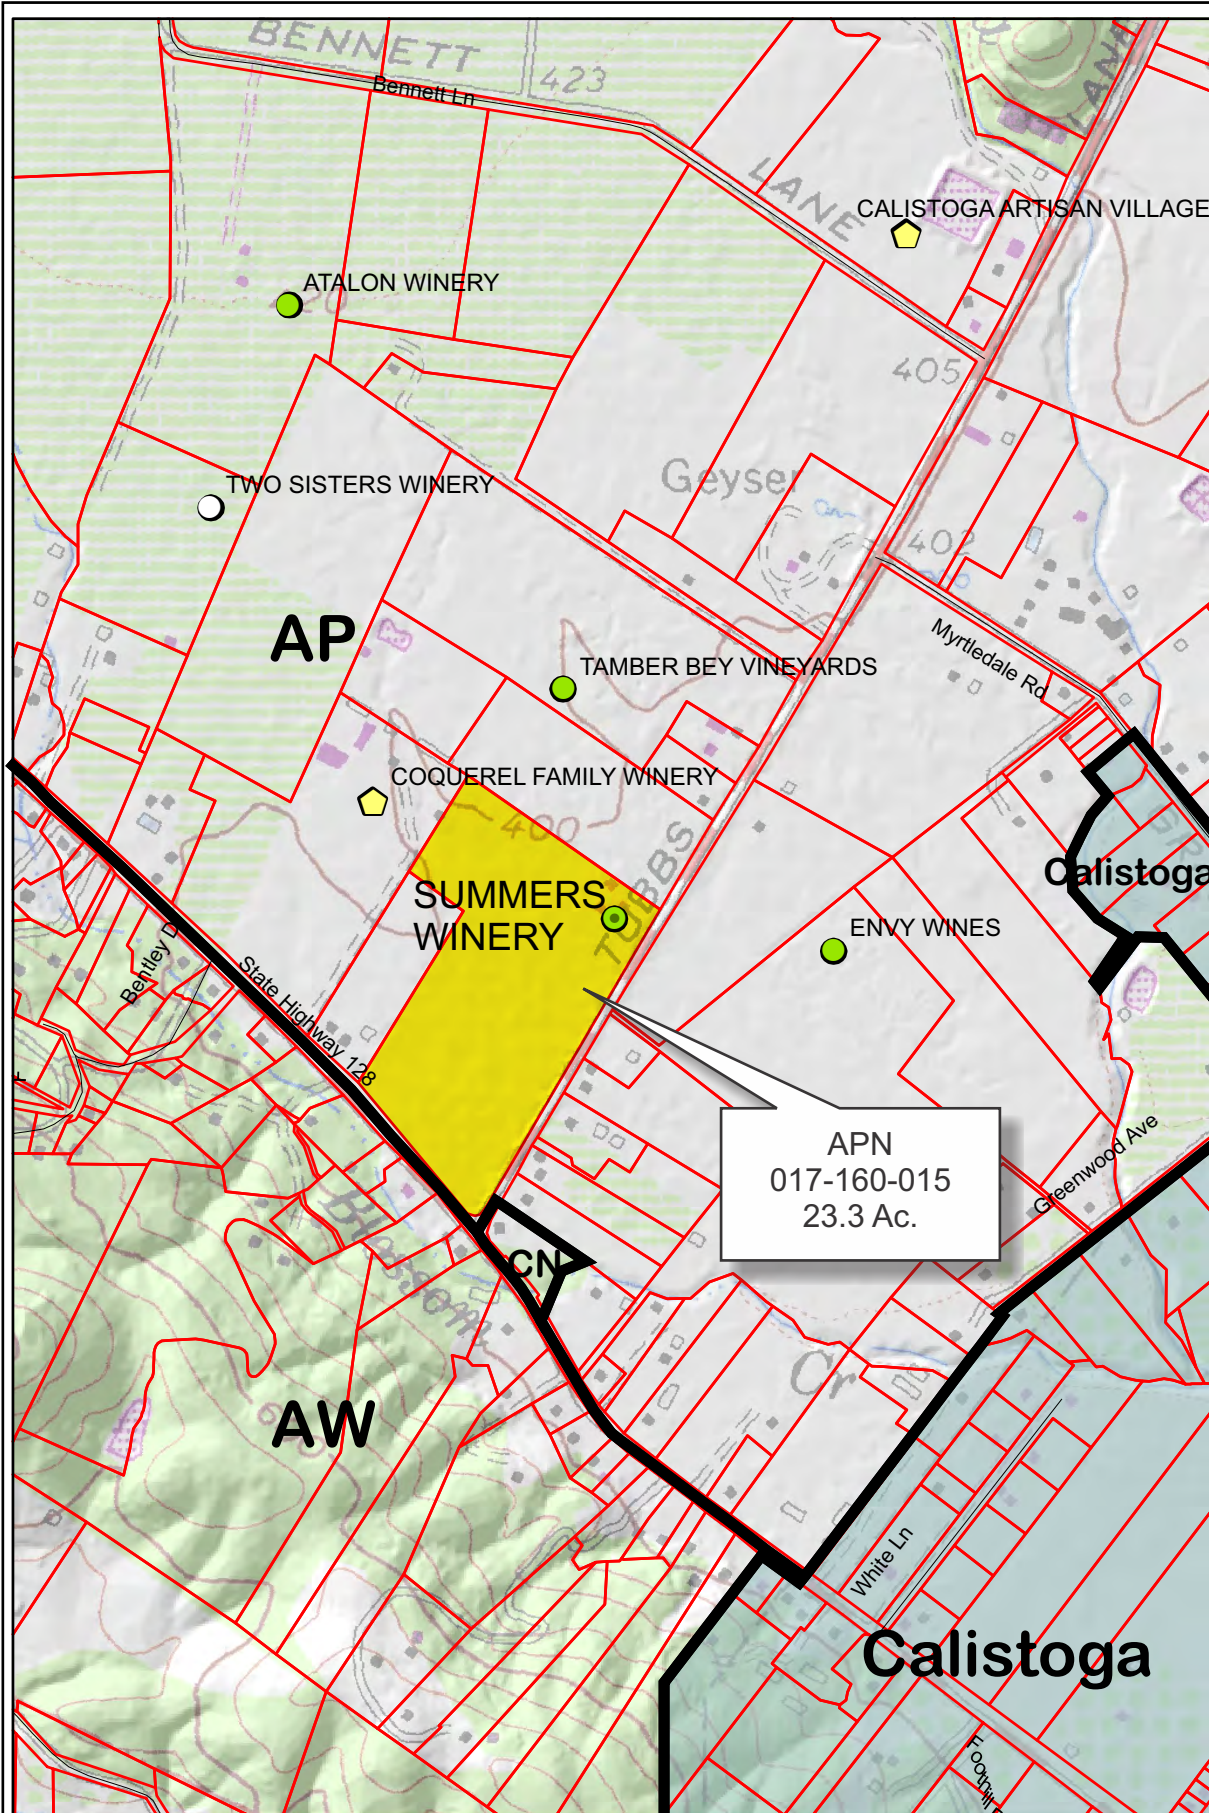 BENNETT
423
Bennett Ln
LANE
CALISTOGA ARTISAN VILLAGE
ATALON WINERY
405
TWO SISTERS WINERY
Geyser
402
AP
Myrtledale Rd
TAMBER BEY VINEYARDS
COQUEREL FAMILY WINERY
400
TUBBS
Calistoga
SUMMERS
WINERY
ENVY WINES
State Highway 128
APN
017-160-015
23.3 Ac.
Greenwood Ave
Blossom
CN
Cr
AW
White Ln
Calistoga